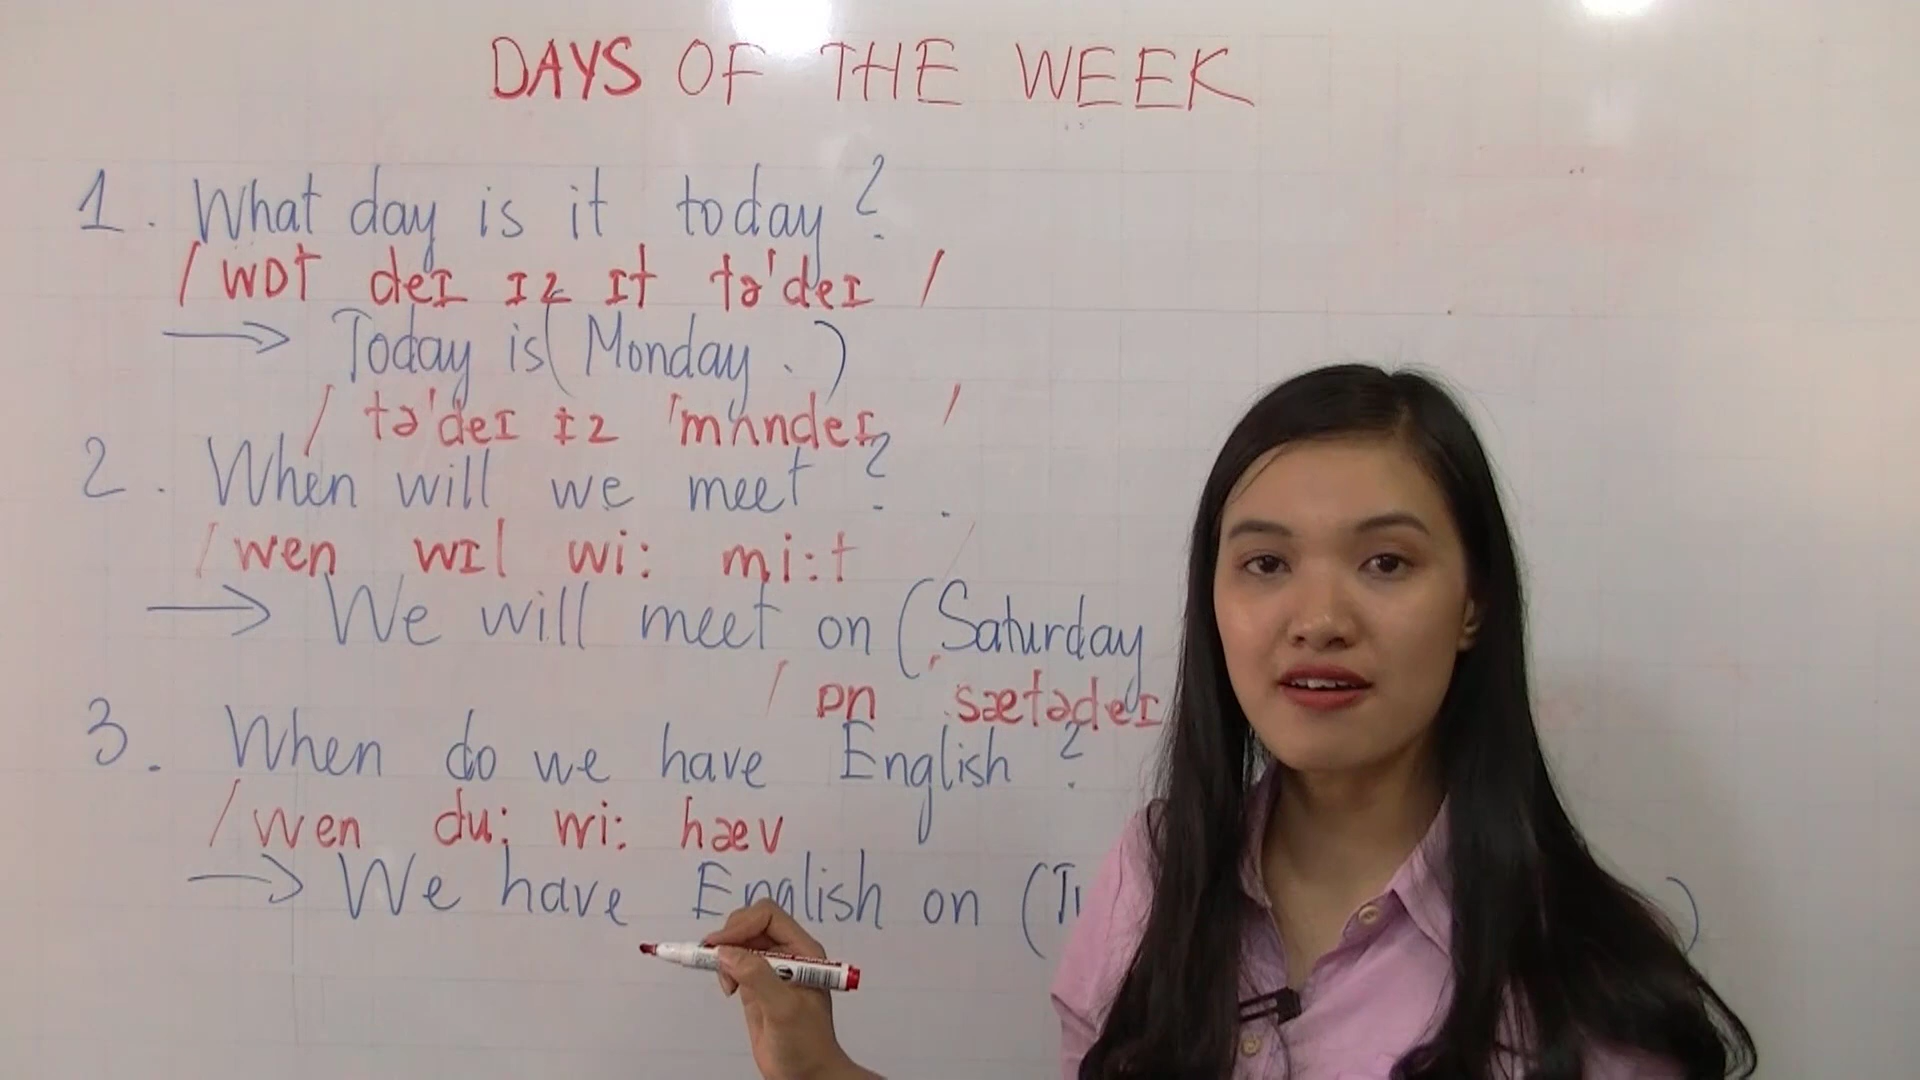 DAYS OF THE WEEK
1. What day is it today?
/ wɒt deɪ ɪz ɪt tə'deɪ /
→ Today is (Monday.)
/ tə'deɪ ɪz 'mʌndeɪ /
2. When will we meet?.
/ wen wɪl wi: mi:t /
→ We will meet on (Saturday
/ ɒn 'sætədeɪ
3. When do we have English?
/ wen du: wi: hæv
→ We have English on ( )